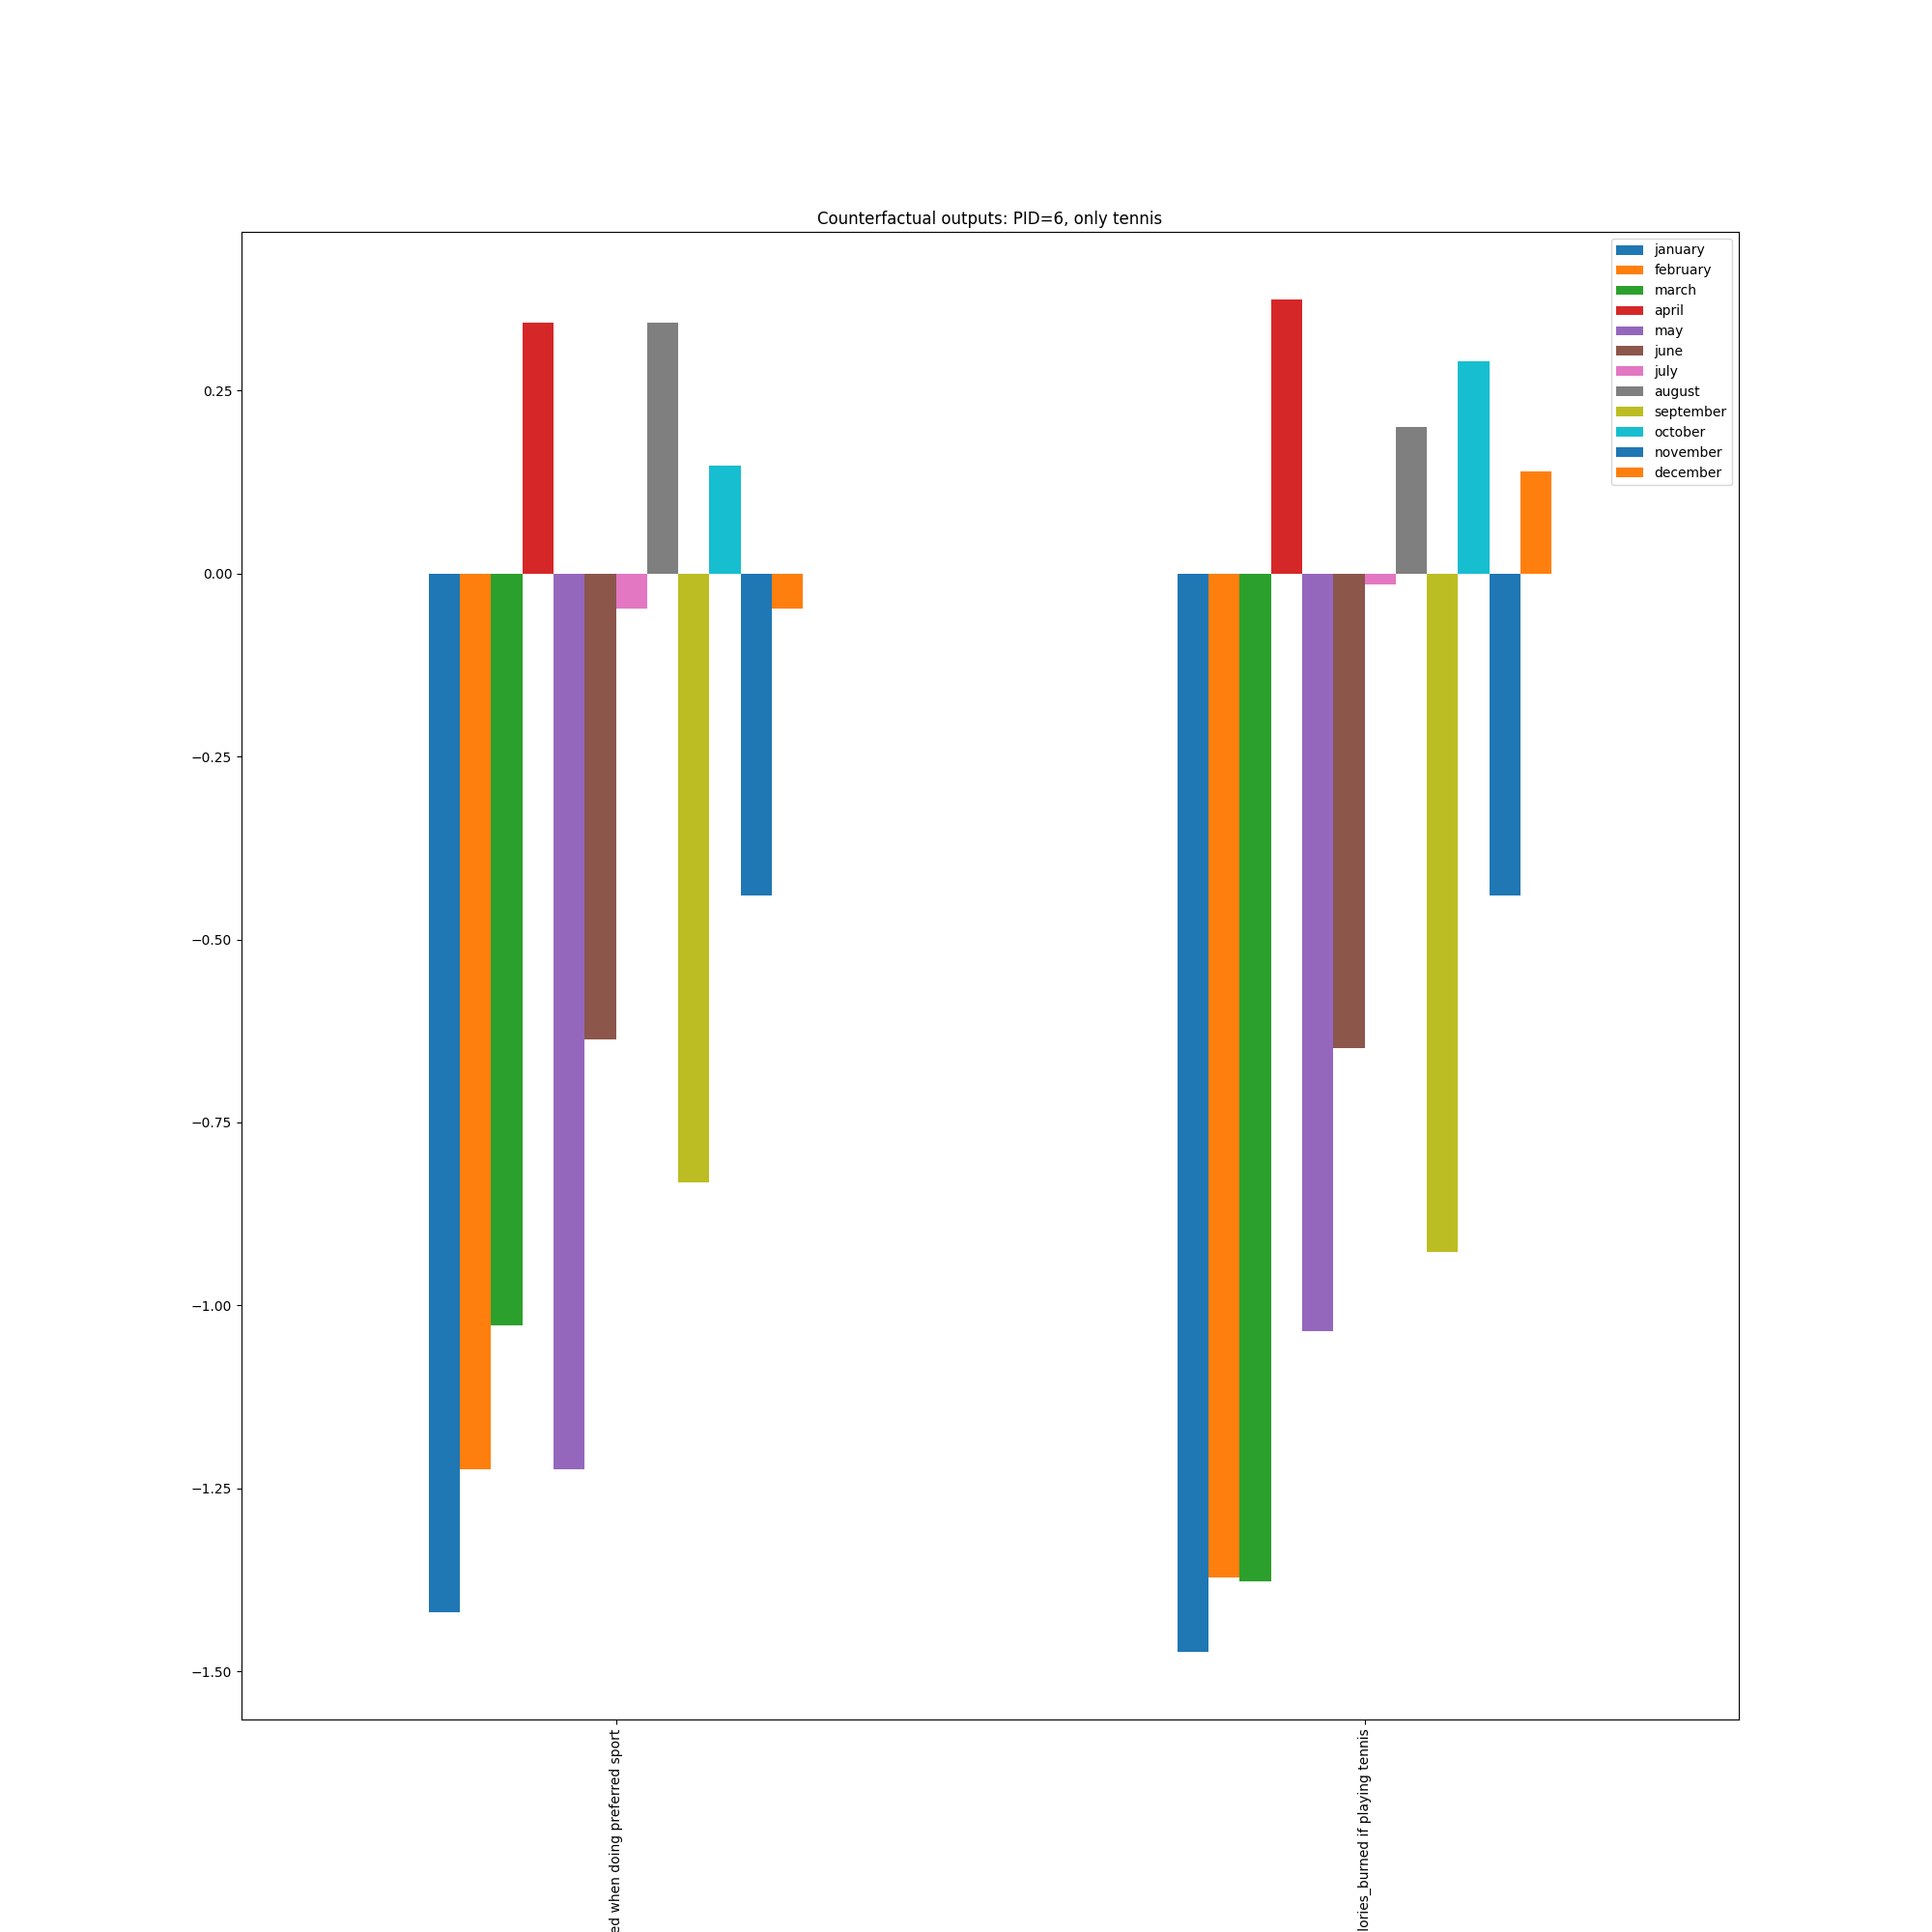 Counterfactual outputs: PID=6, only tennis
january
february
march
april
may
june
july
august
september
october
november
december
0.25
0.00
−0.25
−0.50
−0.75
−1.00
−1.25
−1.50
ed when doing preferred sport
lories_burned if playing tennis